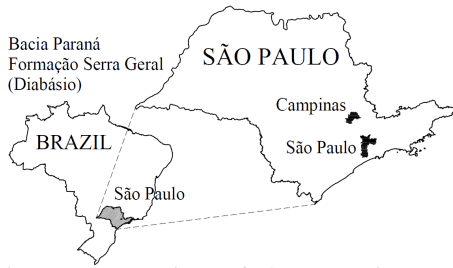 Bacia Paraná
Formação Serra Geral
(Diabásio)
BRAZIL
São Paulo
SÃO PAULO
Campinas
São Paulo